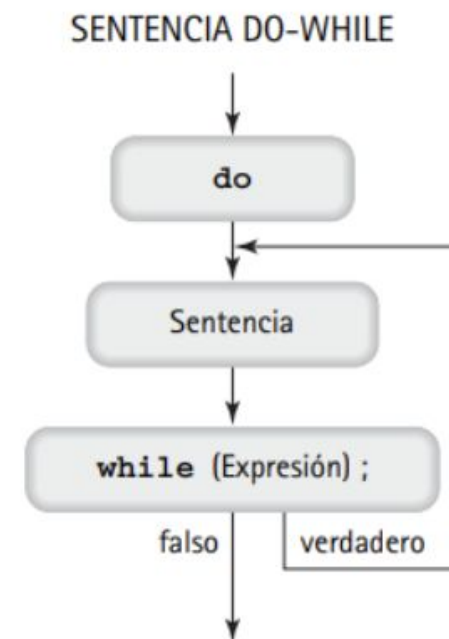 SENTENCIA DO-WHILE
do
Sentencia
while (Expresión) ;
falso
verdadero